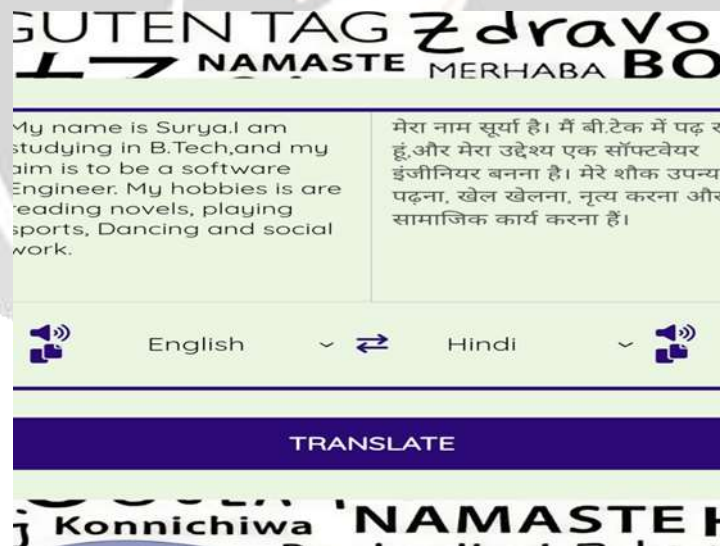 GUTEN TAG Zdravo
NAMASTE MERHABA BO
My name is Surya.I am
studying in B.Tech,and my
aim is to be a software
Engineer. My hobbies is are
reading novels, playing
sports, Dancing and social
work.
मेरा नाम सूर्या है। मैं बी.टेक में पढ़
हूं,और मेरा उद्देश्य एक सॉफ्टवेयर
इंजीनियर बनना है। मेरे शौक उपन्या
पढ़ना, खेल खेलना, नृत्य करना और
सामाजिक कार्य करना हैं।
English Hindi
TRANSLATE
Konnichiwa NAMASTE